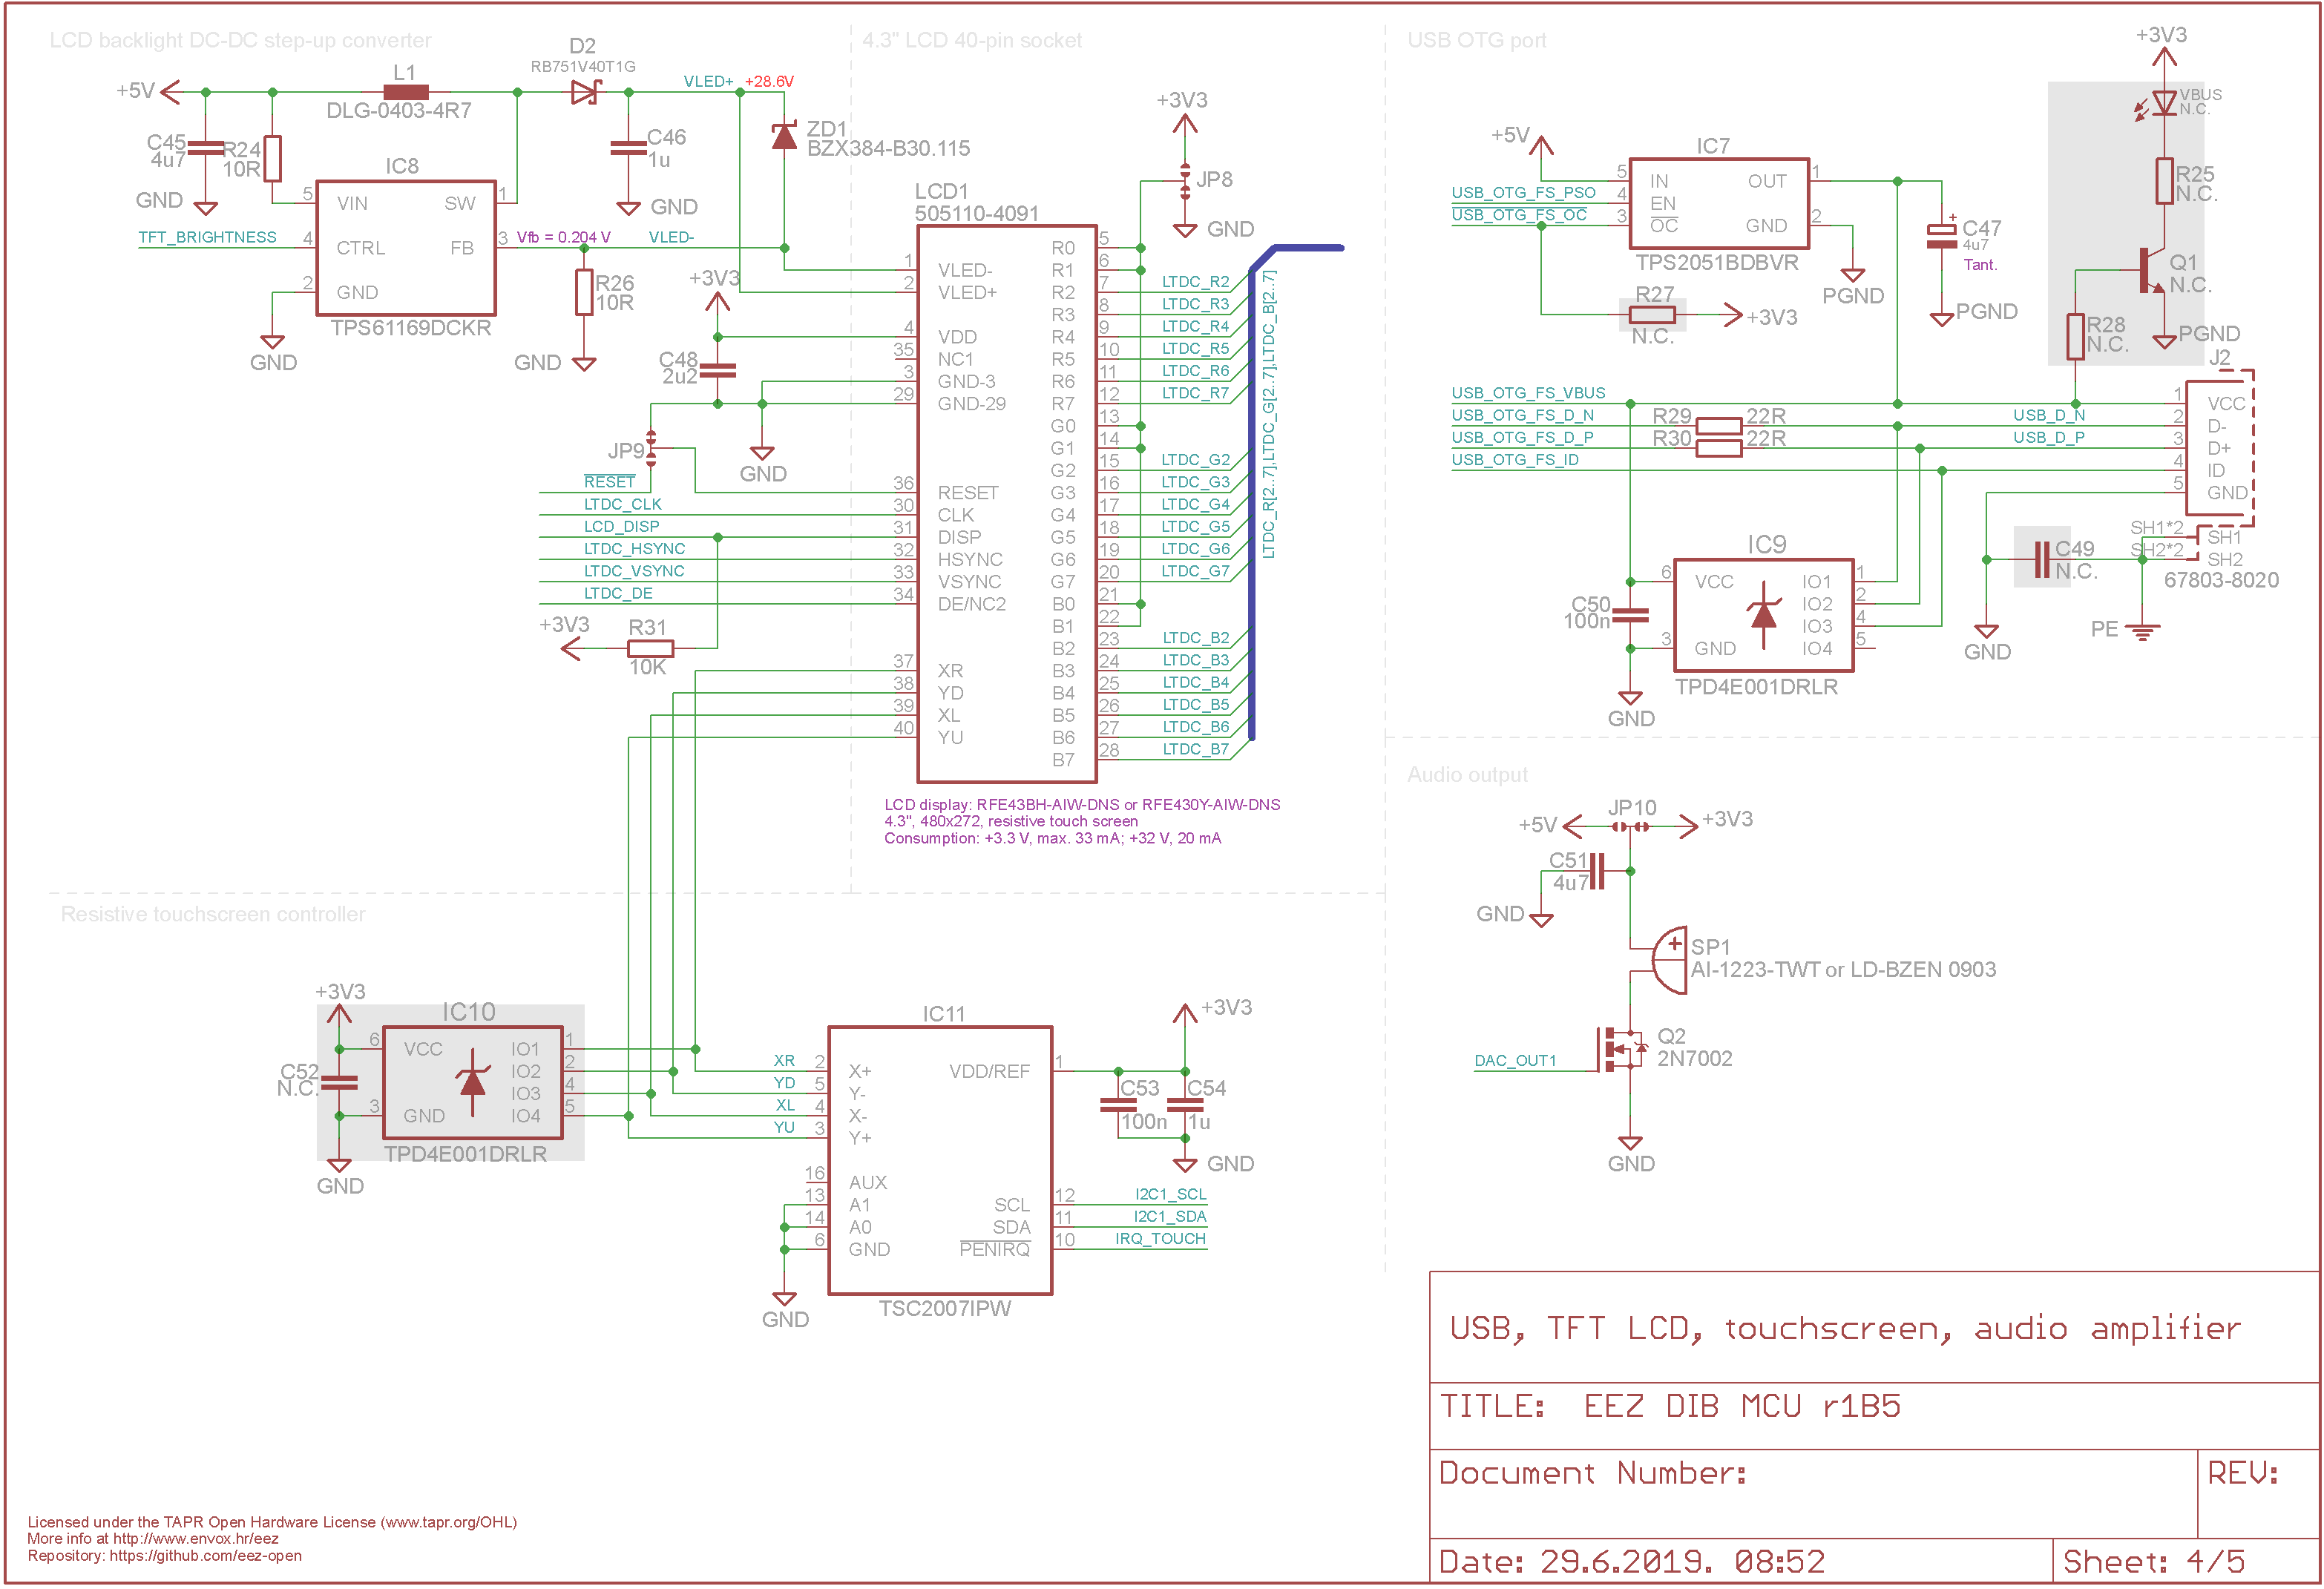 LCD backlight DC-DC step-up converter
+5V
L1
DLG-0403-4R7
D2
RB751V40T1G
VLED+ +28.6V
C45
4u7
R24
10R
GND
C46
1u
GND
ZD1
BZX384-B30.115
IC8
5 VIN SW 1
TFT_BRIGHTNESS 4 CTRL FB 3 Vfb = 0.204 V VLED-
2 GND
TPS61169DCKR
GND
R26
10R
GND
4.3" LCD 40-pin socket
+3V3
JP8
GND
LCD1
505110-4091
1 VLED-
2 VLED+
4 VDD
35 NC1
3 GND-3
29 GND-29
36 RESET
30 CLK
31 DISP
32 HSYNC
33 VSYNC
34 DE/NC2
37 XR
38 YD
39 XL
40 YU
R0 5
R1 6
R2 7 LTDC_R2
R3 8 LTDC_R3
R4 9 LTDC_R4
R5 10 LTDC_R5
R6 11 LTDC_R6
R7 12 LTDC_R7
G0 13
G1 14
G2 15 LTDC_G2
G3 16 LTDC_G3
G4 17 LTDC_G4
G5 18 LTDC_G5
G6 19 LTDC_G6
G7 20 LTDC_G7
B0 21
B1 22
B2 23 LTDC_B2
B3 24 LTDC_B3
B4 25 LTDC_B4
B5 26 LTDC_B5
B6 27 LTDC_B6
B7 28 LTDC_B7
LTDC_R[2..7],LTDC_G[2..7],LTDC_B[2..7]
+3V3
C48
2u2
JP9
GND
RESET
LTDC_CLK
LCD_DISP
LTDC_HSYNC
LTDC_VSYNC
LTDC_DE
+3V3
R31
10K
LCD display: RFE43BH-AIW-DNS or RFE430Y-AIW-DNS
4.3", 480x272, resistive touch screen
Consumption: +3.3 V, max. 33 mA; +32 V, 20 mA
USB OTG port
+3V3
VBUS
N.C.
R25
N.C.
Q1
N.C.
R28
N.C.
PGND
+5V
IC7
USB_OTG_FS_PSO
USB_OTG_FS_OC
5 IN OUT 1
4 EN
3 OC GND 2
TPS2051BDBVR
PGND
C47
4u7
Tant.
PGND
R27
N.C.
+3V3
USB_OTG_FS_VBUS
USB_OTG_FS_D_N R29 22R USB_D_N
USB_OTG_FS_D_P R30 22R USB_D_P
USB_OTG_FS_ID
J2
1 VCC
2 D-
3 D+
4 ID
5 GND
SH1*2 SH1
SH2*2 SH2
67803-8020
C49
N.C.
GND
PE
IC9
6 VCC IO1 1
IO2 2
IO3 4
3 GND IO4 5
TPD4E001DRLR
C50
100n
GND
Audio output
+5V
JP10
+3V3
C51
4u7
GND
SP1
AI-1223-TWT or LD-BZEN 0903
DAC_OUT1
Q2
2N7002
GND
Resistive touchscreen controller
+3V3
IC10
6 VCC IO1 1
IO2 2
IO3 4
3 GND IO4 5
TPD4E001DRLR
C52
N.C.
GND
IC11
XR 2 X+
YD 5 Y-
XL 4 X-
YU 3 Y+
16 AUX
13 A1
14 A0
6 GND
VDD/REF 1
SCL 12 I2C1_SCL
SDA 11 I2C1_SDA
PENIRQ 10 IRQ_TOUCH
TSC2007IPW
GND
+3V3
C53
100n
C54
1u
GND
USB, TFT LCD, touchscreen, audio amplifier
TITLE: EEZ DIB MCU r1B5
Document Number:
REV:
Date: 29.6.2019. 08:52
Sheet: 4/5
Licensed under the TAPR Open Hardware License (www.tapr.org/OHL)
More info at http://www.envox.hr/eez
Repository: https://github.com/eez-open